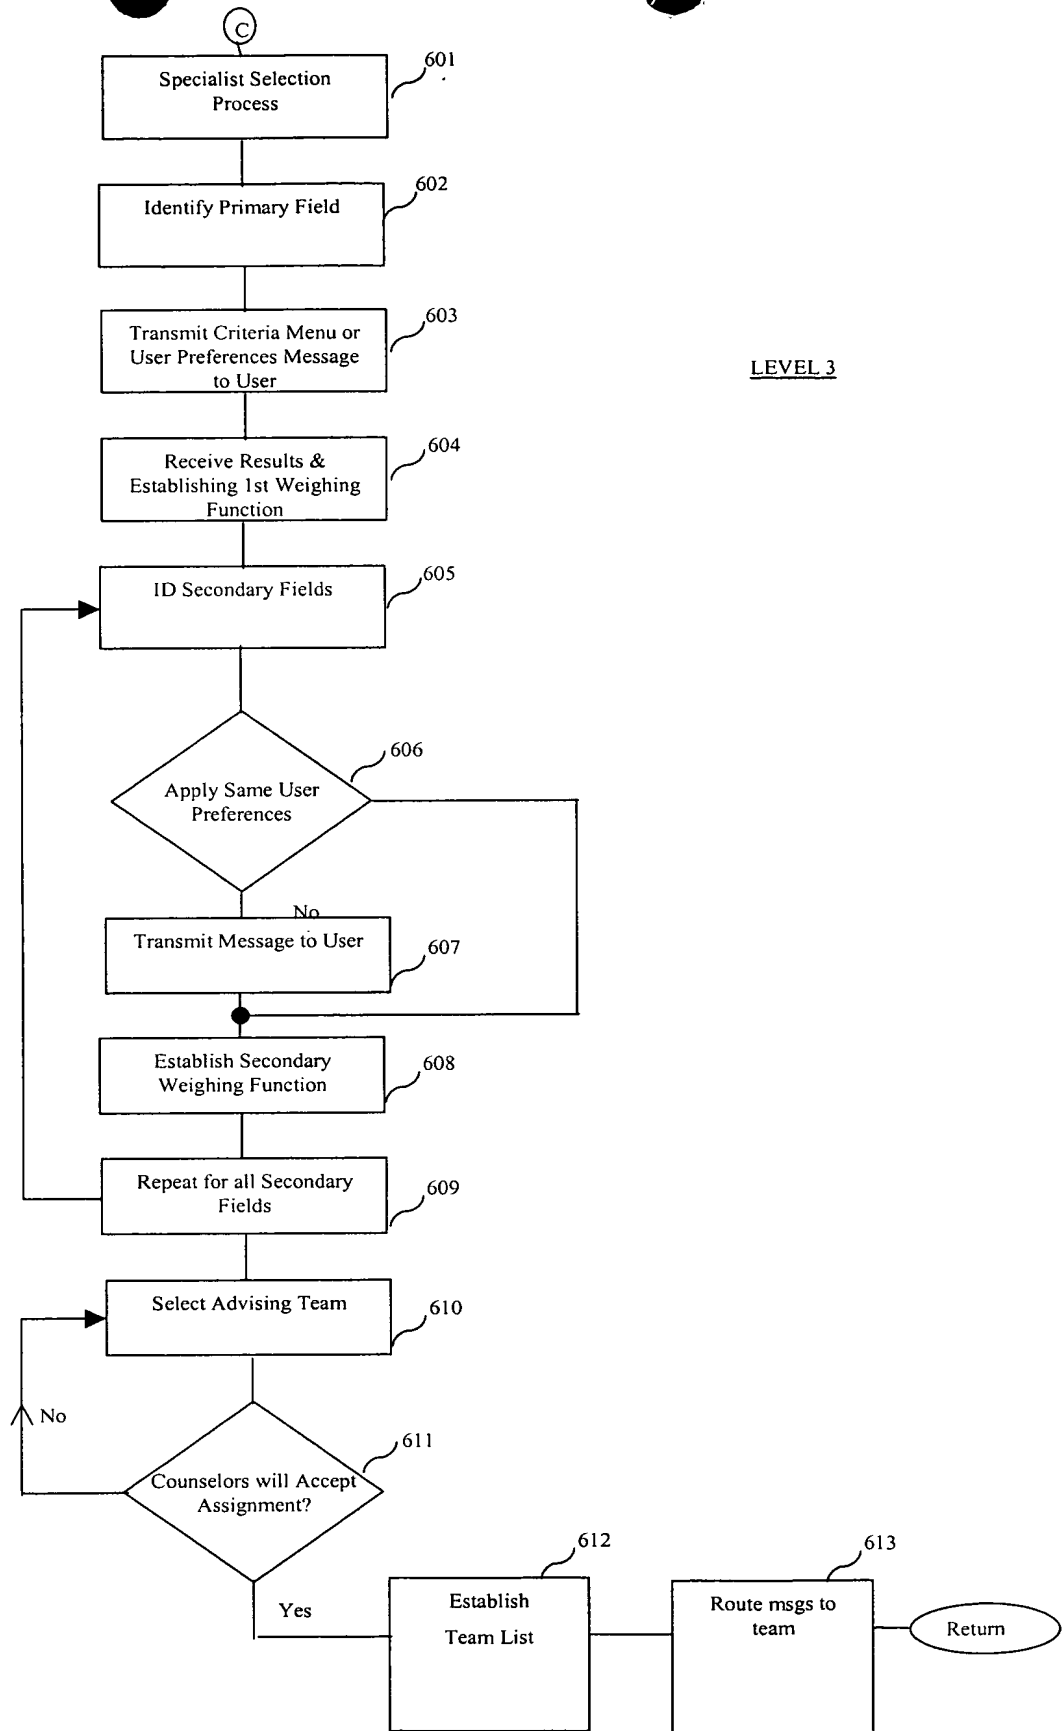 C
601
Specialist Selection
Process
602
Identify Primary Field
603
Transmit Criteria Menu or
User Preferences Message
to User
LEVEL 3
604
Receive Results &
Establishing 1st Weighing
Function
605
ID Secondary Fields
606
Apply Same User
Preferences
No
Transmit Message to User
607
Establish Secondary
Weighing Function
608
Repeat for all Secondary
Fields
609
Select Advising Team
610
No
611
Counselors will Accept
Assignment?
Yes
612
Establish
Team List
613
Route msgs to
team
Return